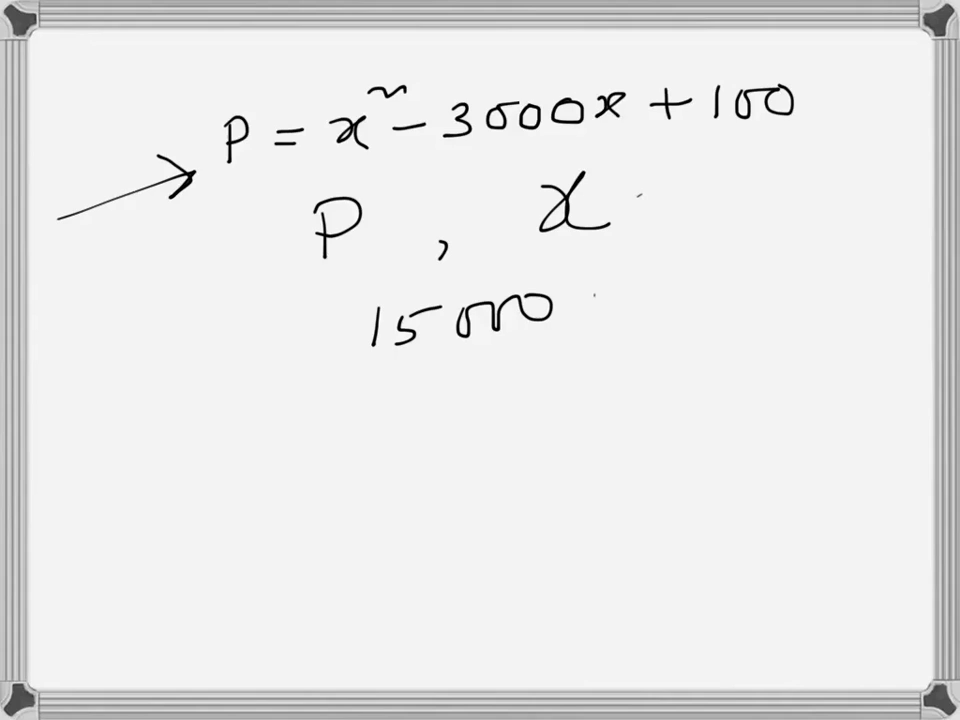 P = x² - 3000x + 100
P , x
15000